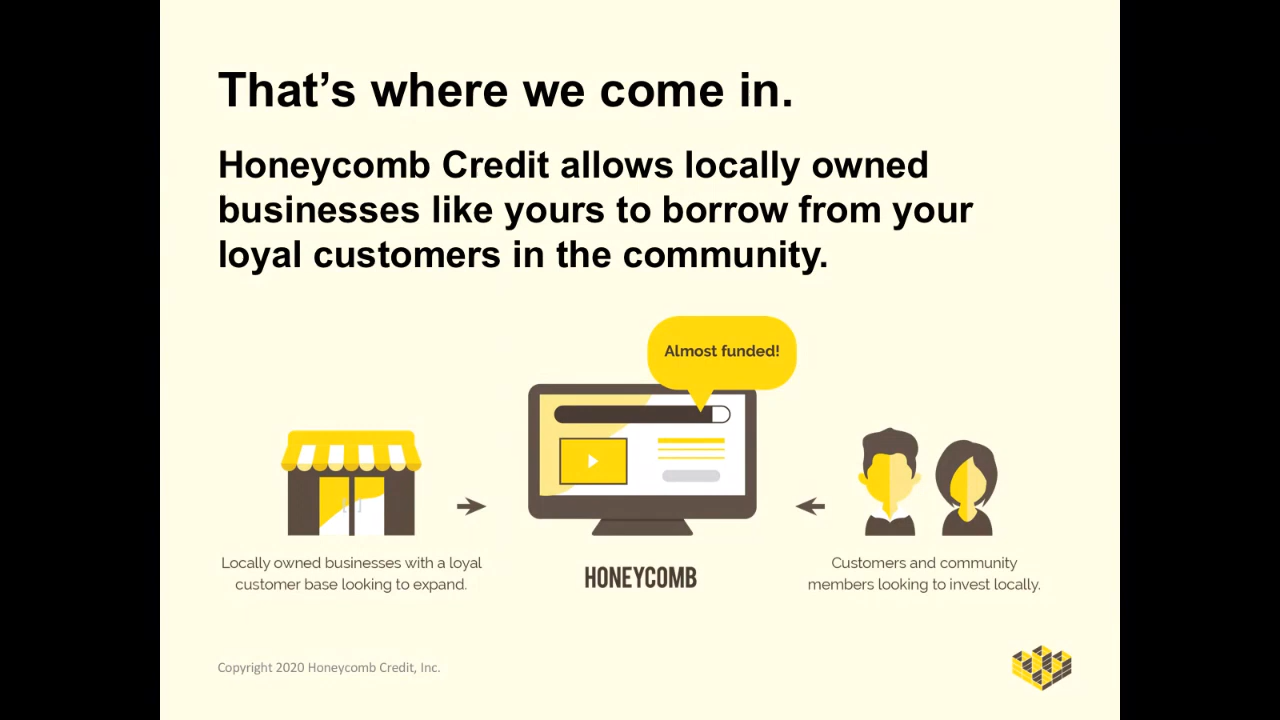 That’s where we come in.
Honeycomb Credit allows locally owned
businesses like yours to borrow from your
loyal customers in the community.
Almost funded!
Locally owned businesses with a loyal
customer base looking to expand.
HONEYCOMB
Customers and community
members looking to invest locally.
Copyright 2020 Honeycomb Credit, Inc.